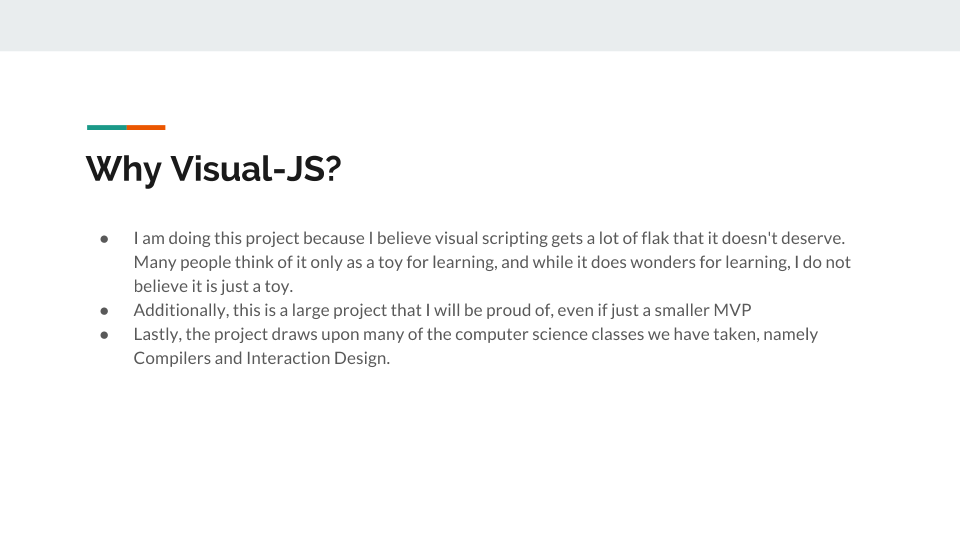 Why Visual-JS?
● I am doing this project because I believe visual scripting gets a lot of flak that it doesn't deserve.
Many people think of it only as a toy for learning, and while it does wonders for learning, I do not
believe it is just a toy.
● Additionally, this is a large project that I will be proud of, even if just a smaller MVP
● Lastly, the project draws upon many of the computer science classes we have taken, namely
Compilers and Interaction Design.